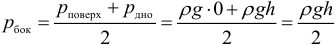 p_бок = (p_поверх + p_дно)/2 = (ρg · 0 + ρgh)/2 = ρgh/2